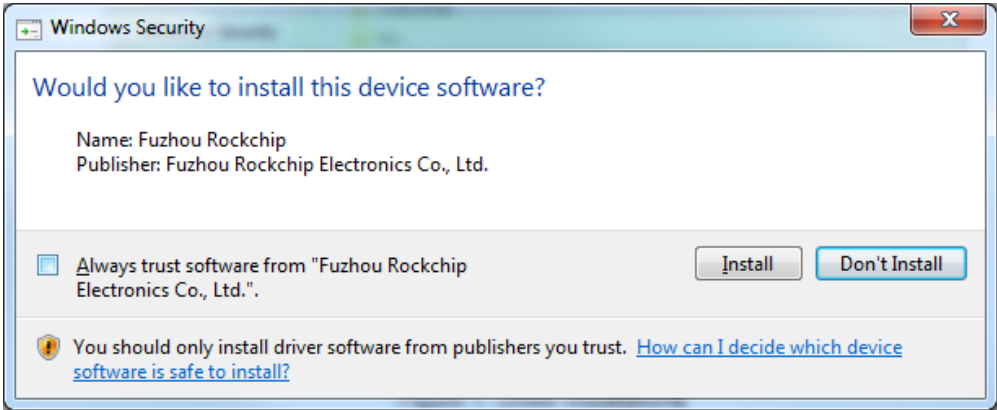 Windows Security
Would you like to install this device software?
Name: Fuzhou Rockchip
Publisher: Fuzhou Rockchip Electronics Co., Ltd.
Always trust software from "Fuzhou Rockchip
Electronics Co., Ltd.".
Install
Don't Install
You should only install driver software from publishers you trust. How can I decide which device
software is safe to install?